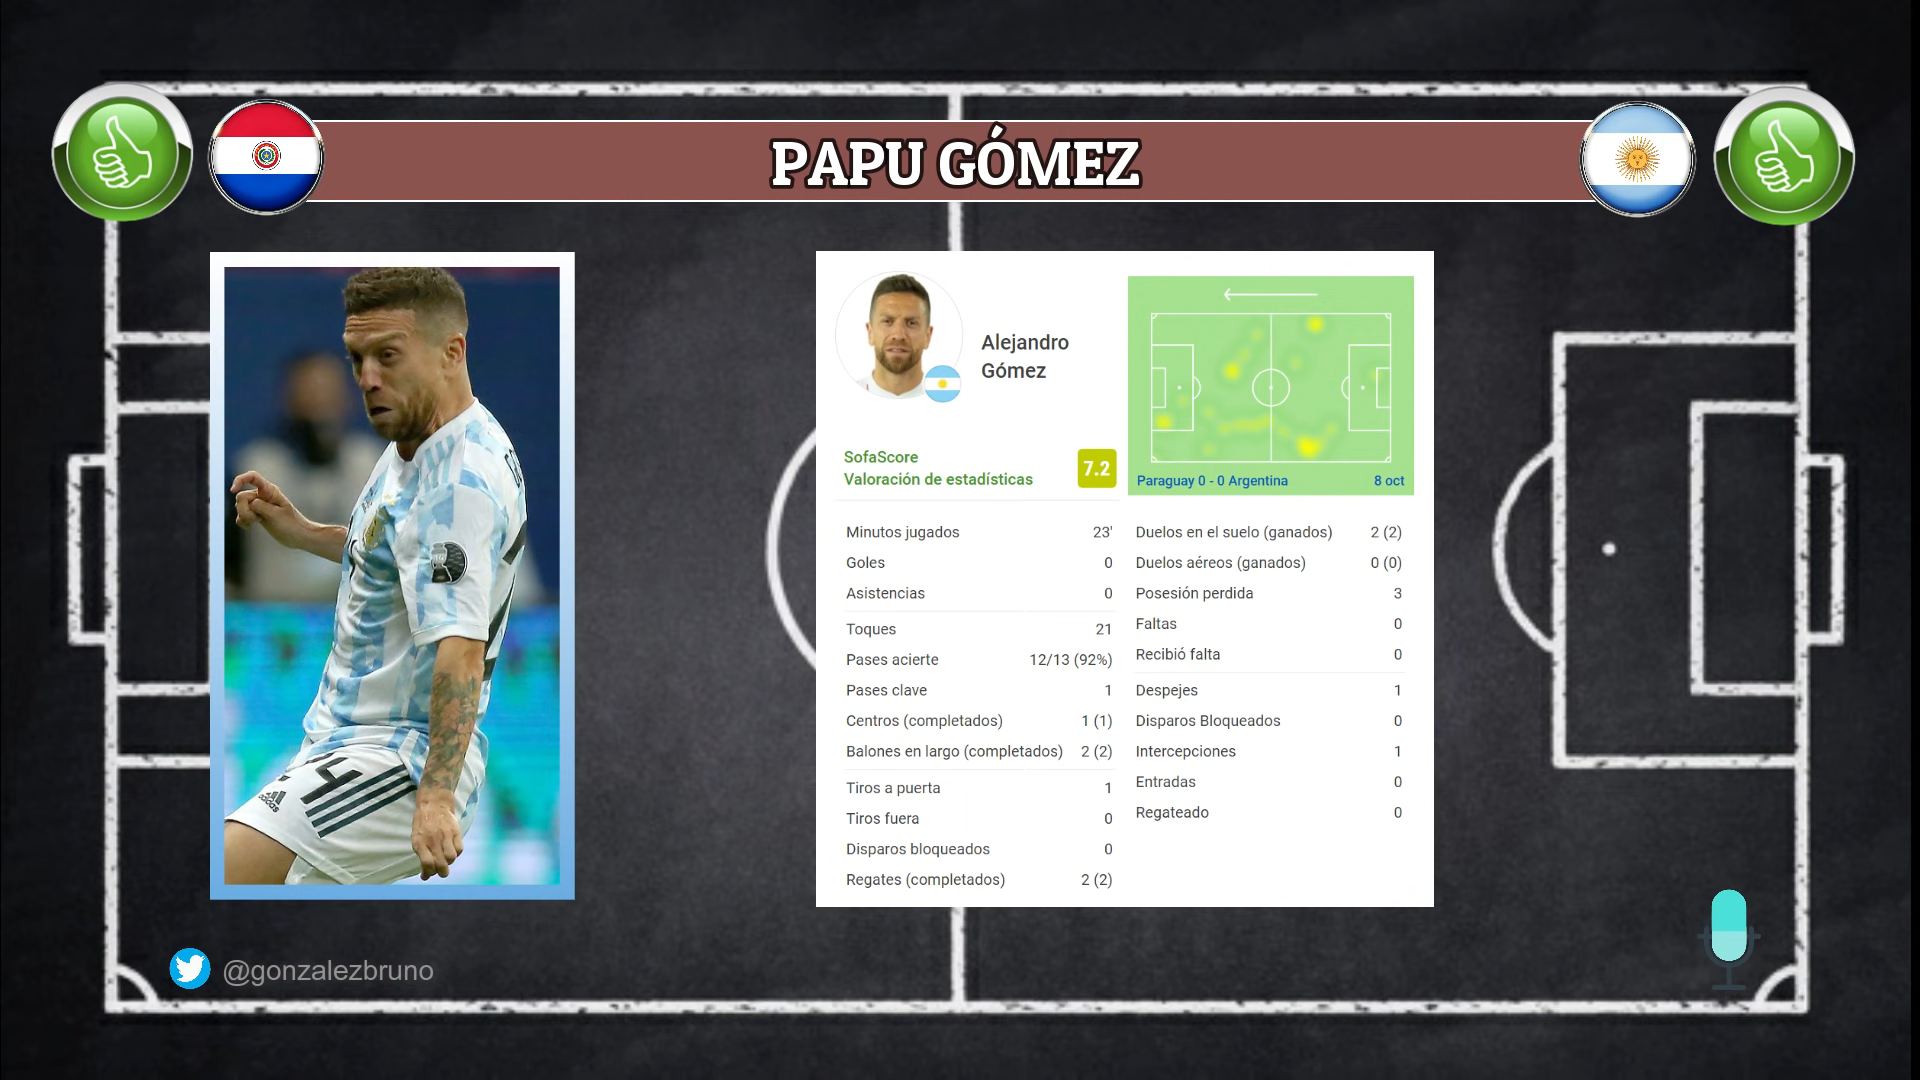 PAPU GÓMEZ
Alejandro
Gómez
SofaScore
Valoración de estadísticas
7.2
Paraguay 0 - 0 Argentina
8 oct
Minutos jugados 23'
Goles 0
Asistencias 0
Toques 21
Pases acierte 12/13 (92%)
Pases clave 1
Centros (completados) 1 (1)
Balones en largo (completados) 2 (2)
Tiros a puerta 1
Tiros fuera 0
Disparos bloqueados 0
Regates (completados) 2 (2)
Duelos en el suelo (ganados) 2 (2)
Duelos aéreos (ganados) 0 (0)
Posesión perdida 3
Faltas 0
Recibió falta 0
Despejes 1
Disparos Bloqueados 0
Intercepciones 1
Entradas 0
Regateado 0
adidas
@gonzalezbruno